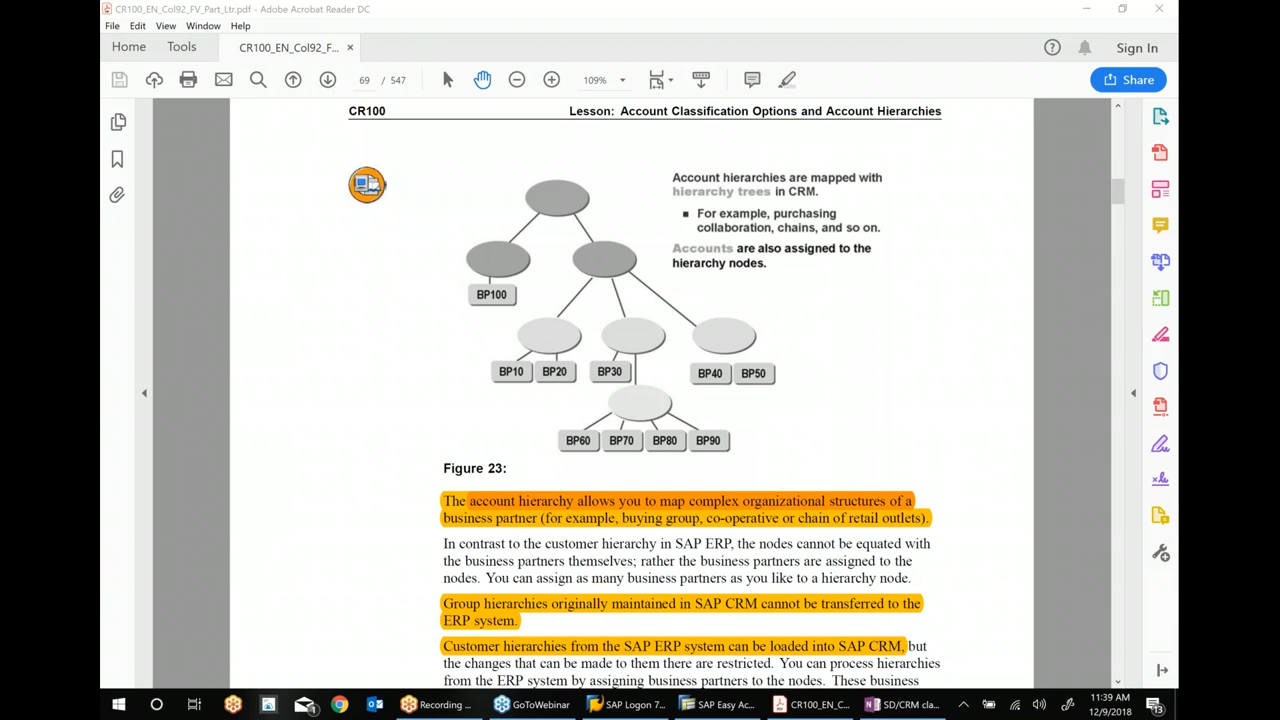 CR100_EN_Col92_FV_Part_Ltr.pdf - Adobe Acrobat Reader DC
File Edit View Window Help
Home Tools CR100_EN_Col92_F... × Sign In
69 / 547 109% Share
CR100 Lesson: Account Classification Options and Account Hierarchies
Account hierarchies are mapped with
hierarchy trees in CRM.
■ For example, purchasing
collaboration, chains, and so on.
Accounts are also assigned to the
hierarchy nodes.
BP100
BP10 BP20 BP30 BP40 BP50
BP60 BP70 BP80 BP90
Figure 23:
The account hierarchy allows you to map complex organizational structures of a
business partner (for example, buying group, co-operative or chain of retail outlets).
In contrast to the customer hierarchy in SAP ERP, the nodes cannot be equated with
the business partners themselves; rather the business partners are assigned to the
nodes. You can assign as many business partners as you like to a hierarchy node.
Group hierarchies originally maintained in SAP CRM cannot be transferred to the
ERP system.
Customer hierarchies from the SAP ERP system can be loaded into SAP CRM, but
the changes that can be made to them there are restricted. You can process hierarchies
from the ERP system by assigning business partners to the nodes. These business
Recording ... GoToWebinar SAP Logon 7... SAP Easy Ac... CR100_EN_C... SD/CRM cla... 11:39 AM
12/9/2018